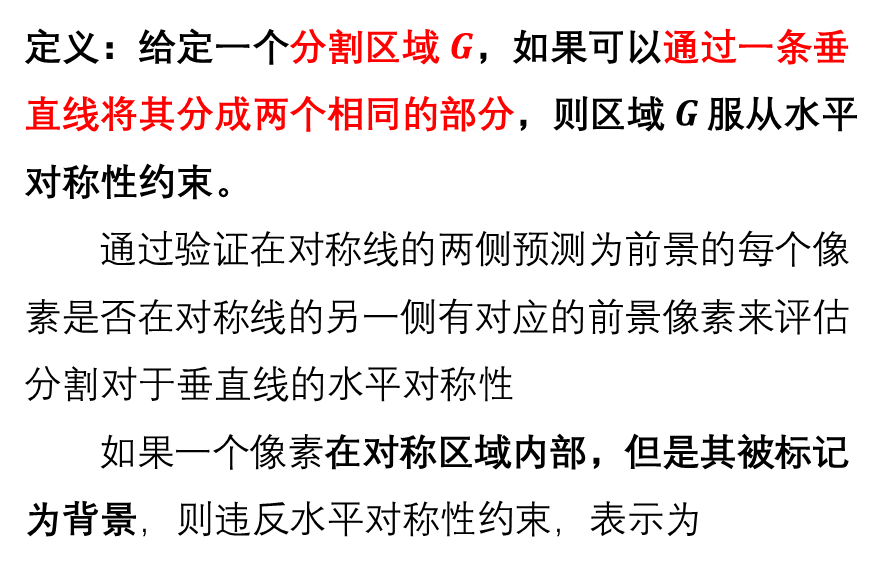 定义：给定一个分割区域 G，如果可以通过一条垂
直线将其分成两个相同的部分，则区域 G 服从水平
对称性约束。
通过验证在对称线的两侧预测为前景的每个像
素是否在对称线的另一侧有对应的前景像素来评估
分割对于垂直线的水平对称性
如果一个像素在对称区域内部，但是其被标记
为背景，则违反水平对称性约束，表示为